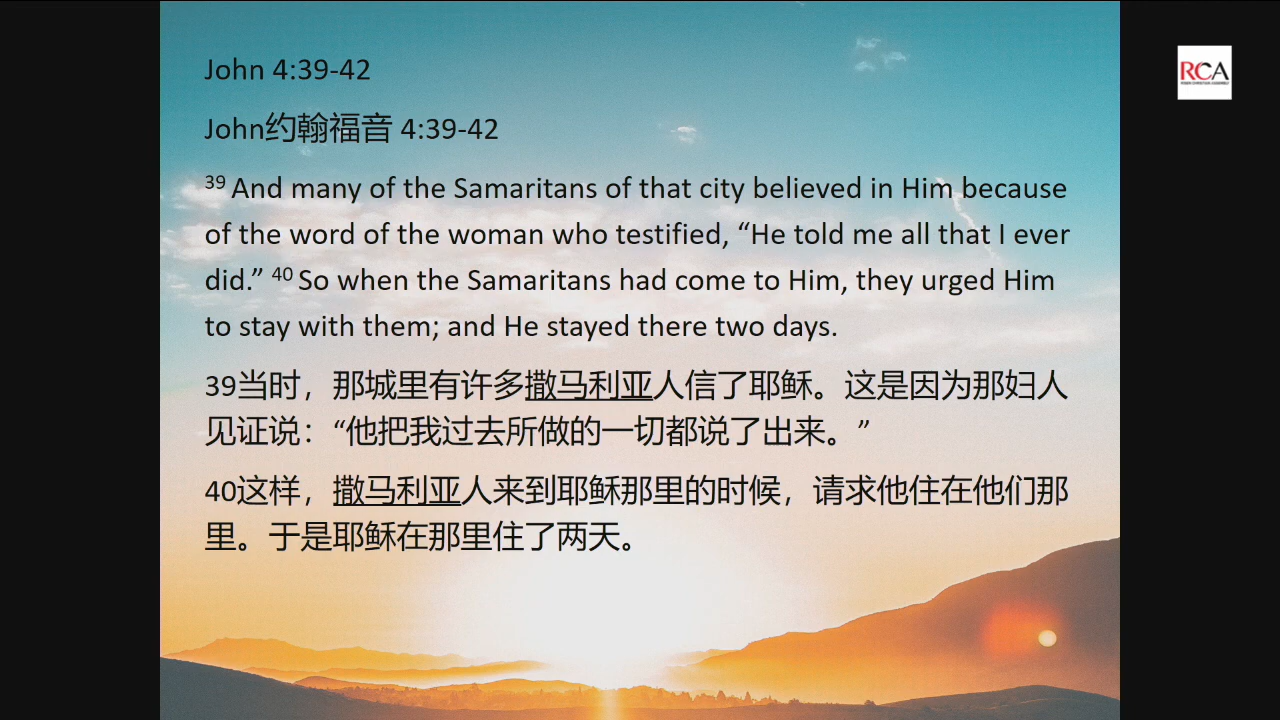 John 4:39-42
RCA
John约翰福音 4:39-42
39 And many of the Samaritans of that city believed in Him because
of the word of the woman who testified, “He told me all that I ever
did.” 40 So when the Samaritans had come to Him, they urged Him
to stay with them; and He stayed there two days.
39当时，那城里有许多撒马利亚人信了耶稣。这是因为那妇人
见证说：“他把我过去所做的一切都说了出来。”
40这样，撒马利亚人来到耶稣那里的时候，请求他住在他们那
里。于是耶稣在那里住了两天。